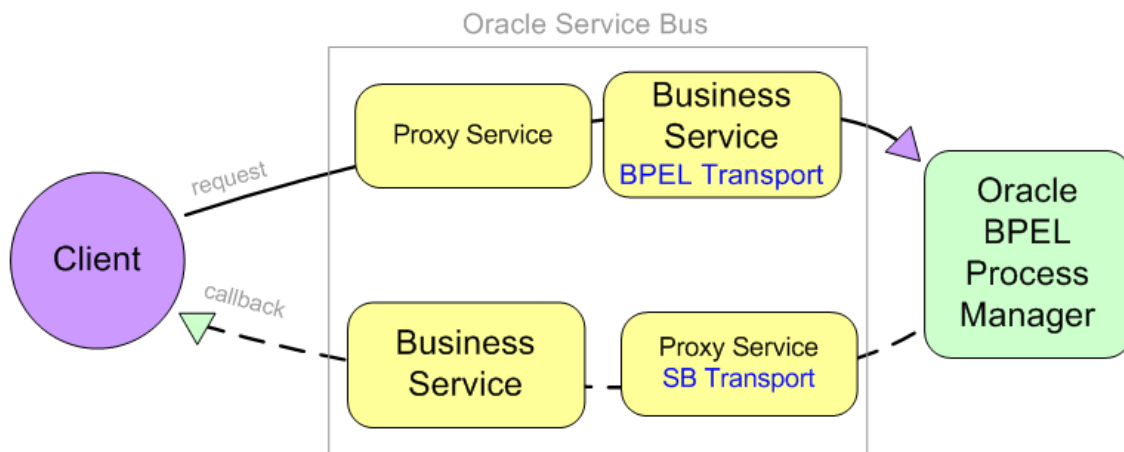 Oracle Service Bus
request
Proxy Service
Business
Service
BPEL Transport
Client
Oracle
BPEL
Process
Manager
callback
Business
Service
Proxy Service
SB Transport